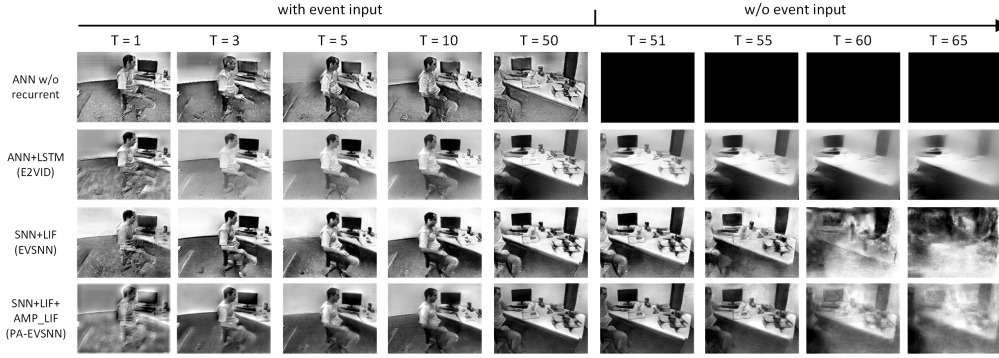 with event input
w/o event input
T = 1
T = 3
T = 5
T = 10
T = 50
T = 51
T = 55
T = 60
T = 65
ANN w/o
recurrent
ANN+LSTM
(E2VID)
SNN+LIF
(EVSNN)
SNN+LIF+
AMP_LIF
(PA-EVSNN)